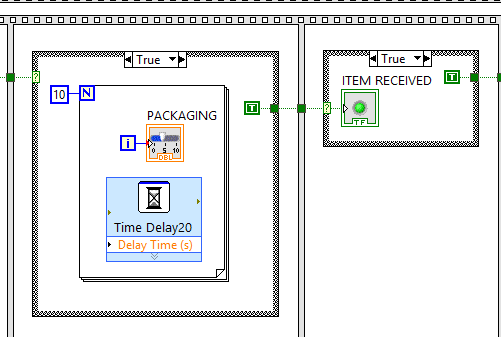 True
?
10
N
PACKAGING
i
0 5 10
DBL
Time Delay20
Delay Time (s)
T
True
ITEM RECEIVED
?
TF
T